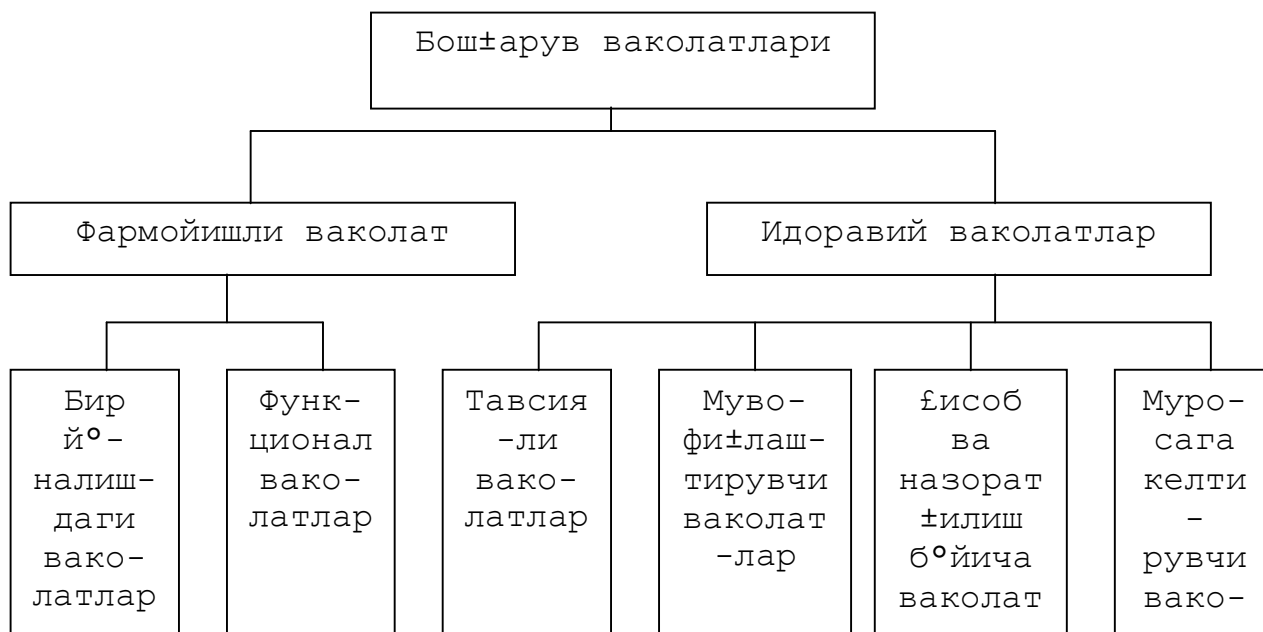 Бош±арув ваколатлари
Фармойишли ваколат
Идоравий ваколатлар
Бир
й°-
налиш-
даги
вако-
латлар
Функ-
ционал
вако-
латлар
Тавсия
-ли
вако-
латлар
Муво-
фи±лаш-
тирувчи
ваколат
-лар
£исоб
ва
назорат
±илиш
б°йича
ваколат
Муро-
сага
келти
-
рувчи
вако-